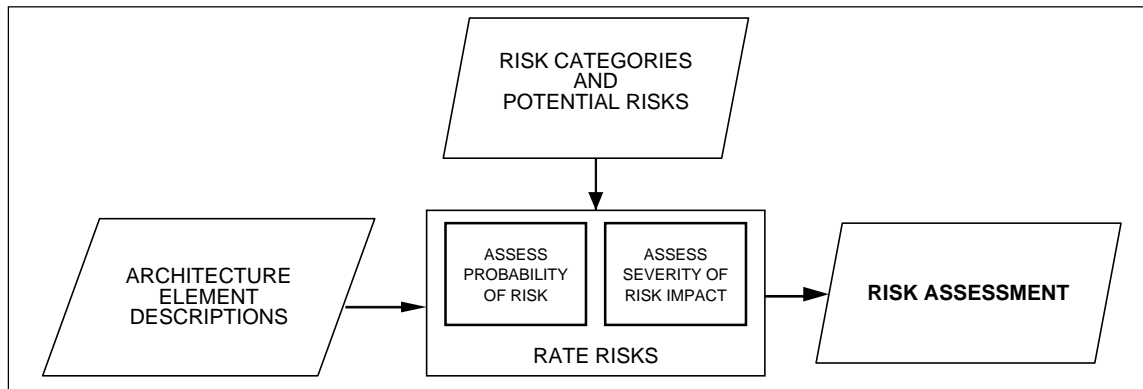 RISK CATEGORIES
AND
POTENTIAL RISKS
ARCHITECTURE
ELEMENT
DESCRIPTIONS
ASSESS
PROBABILITY
OF RISK
ASSESS
SEVERITY OF
RISK IMPACT
RATE RISKS
RISK ASSESSMENT